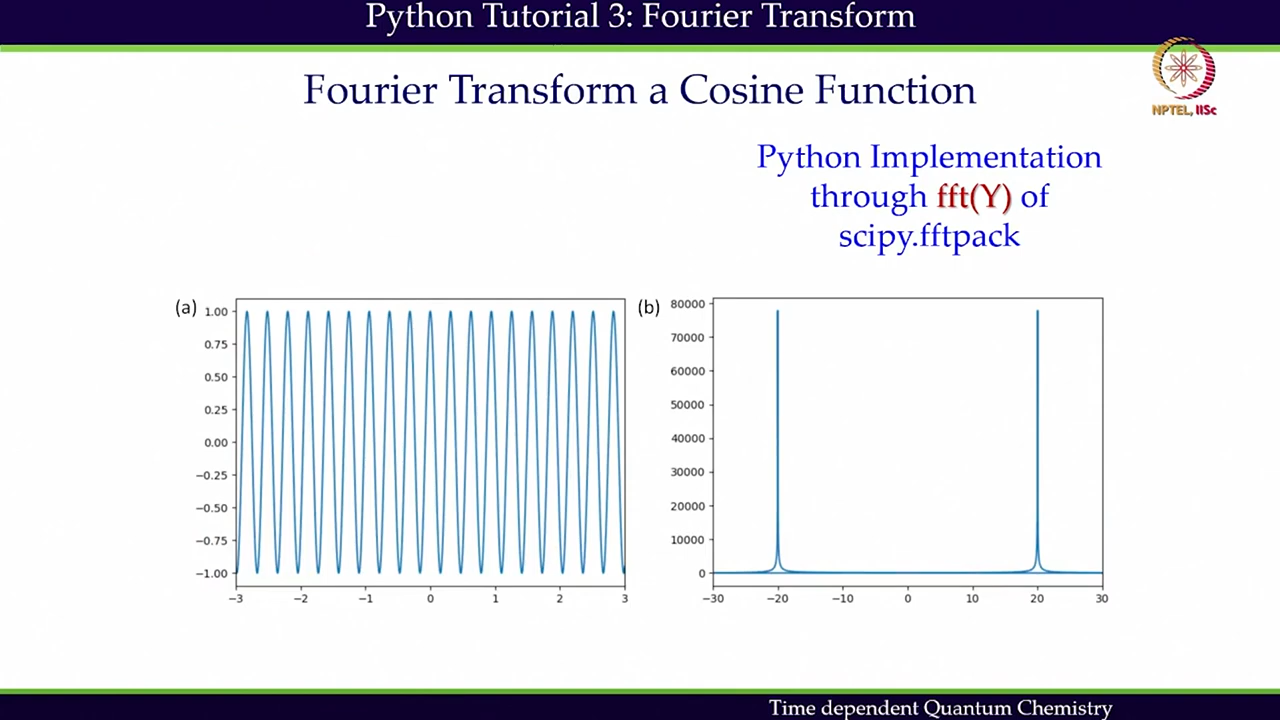 Python Tutorial 3: Fourier Transform
Fourier Transform a Cosine Function
NPTEL, IISc
Python Implementation
through fft(Y) of
scipy.fftpack
(a)
1.00
0.75
0.50
0.25
0.00
−0.25
−0.50
−0.75
−1.00
−3 −2 −1 0 1 2 3
(b)
80000
70000
60000
50000
40000
30000
20000
10000
0
−30 −20 −10 0 10 20 30
Time dependent Quantum Chemistry